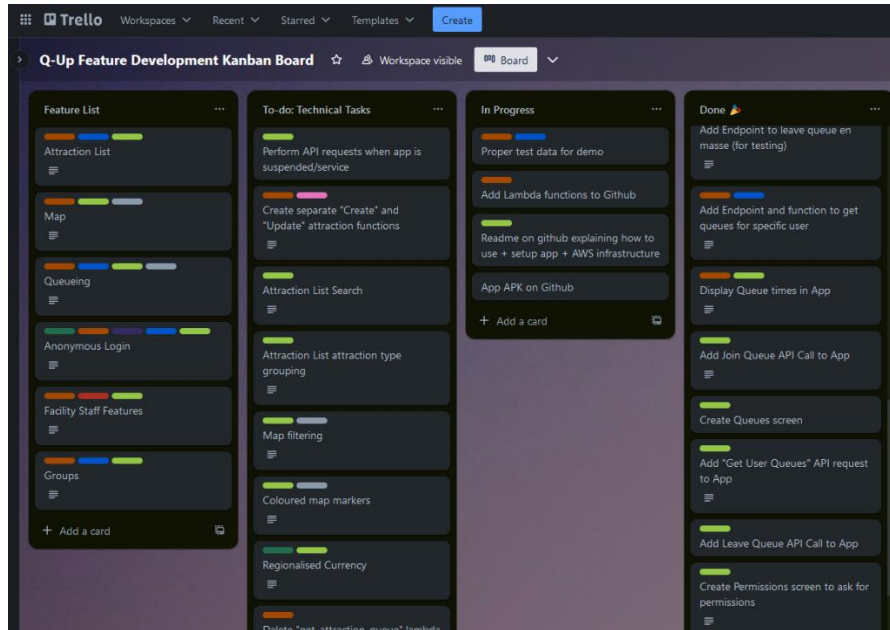 Trello
Workspaces
Recent
Starred
Templates
Create
Q-Up Feature Development Kanban Board
Workspace visible
Board
Feature List
Attraction List
Map
Queueing
Anonymous Login
Facility Staff Features
Groups
+ Add a card
To-do: Technical Tasks
Perform API requests when app is
suspended/service
Create separate "Create" and
"Update" attraction functions
Attraction List Search
Attraction List attraction type
grouping
Map filtering
Coloured map markers
Regionalised Currency
Delete "get_attraction_queue" lambda
In Progress
Proper test data for demo
Add Lambda functions to Github
Readme on github explaining how to
use + setup app + AWS infrastructure
App APK on Github
+ Add a card
Done 🎉
Add Endpoint to leave queue en
masse (for testing)
Add Endpoint and function to get
queues for specific user
Display Queue times in App
Add Join Queue API Call to App
Create Queues screen
Add "Get User Queues" API request
to App
Add Leave Queue API Call to App
Create Permissions screen to ask for
permissions